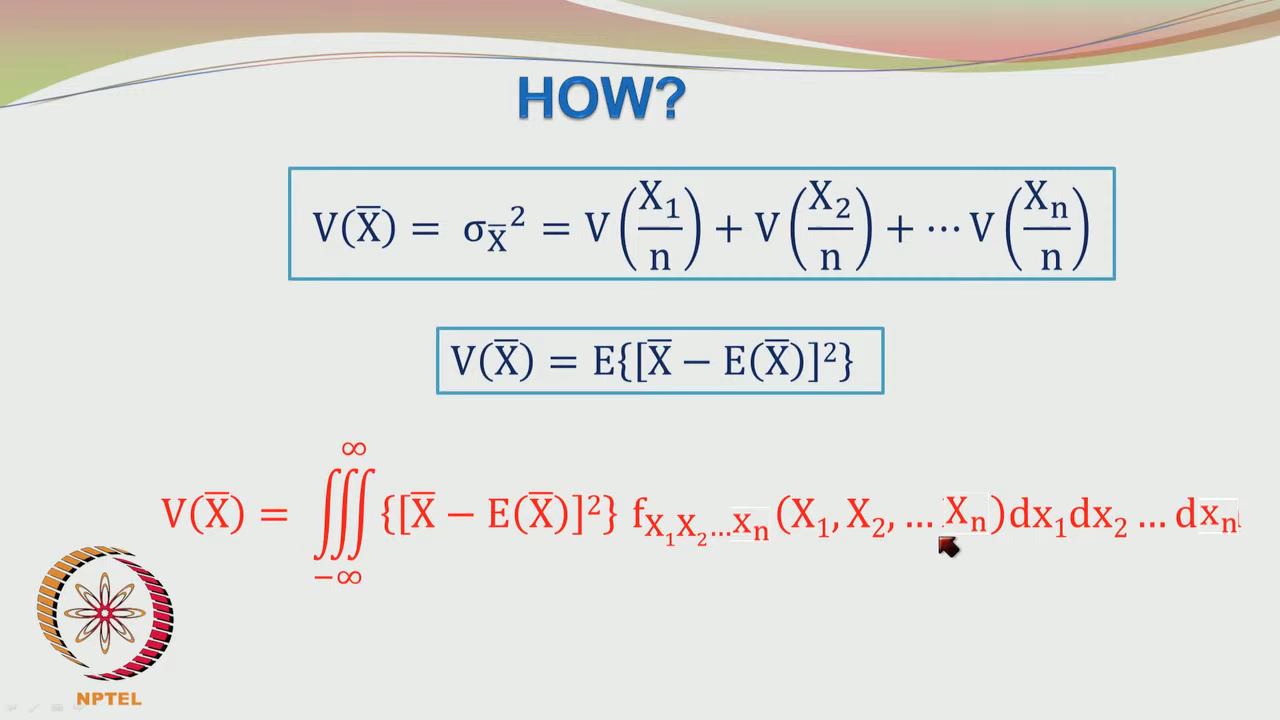 HOW?
V(X̅) = σ_X̅² = V(X₁/n) + V(X₂/n) + ⋯ V(Xₙ/n)
V(X̅) = E{[X̅ − E(X̅)]²}
V(X̅) = ∭_{−∞}^{∞} {[X̅ − E(X̅)]²} f_{X₁X₂…xₙ}(X₁, X₂, … Xₙ)dx₁dx₂ … dxₙ
NPTEL